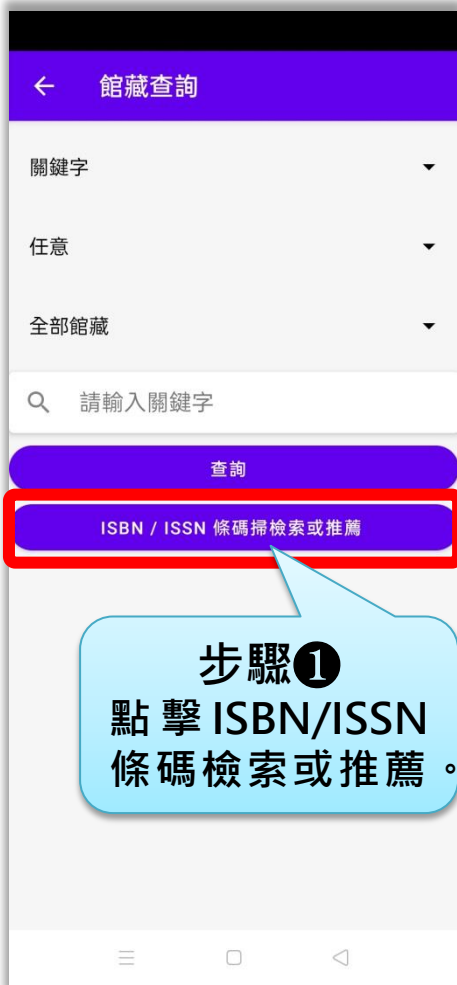 館藏查詢
關鍵字
任意
全部館藏
請輸入關鍵字
查詢
ISBN / ISSN 條碼掃檢索或推薦
步驟❶
點擊ISBN/ISSN
條碼檢索或推薦。